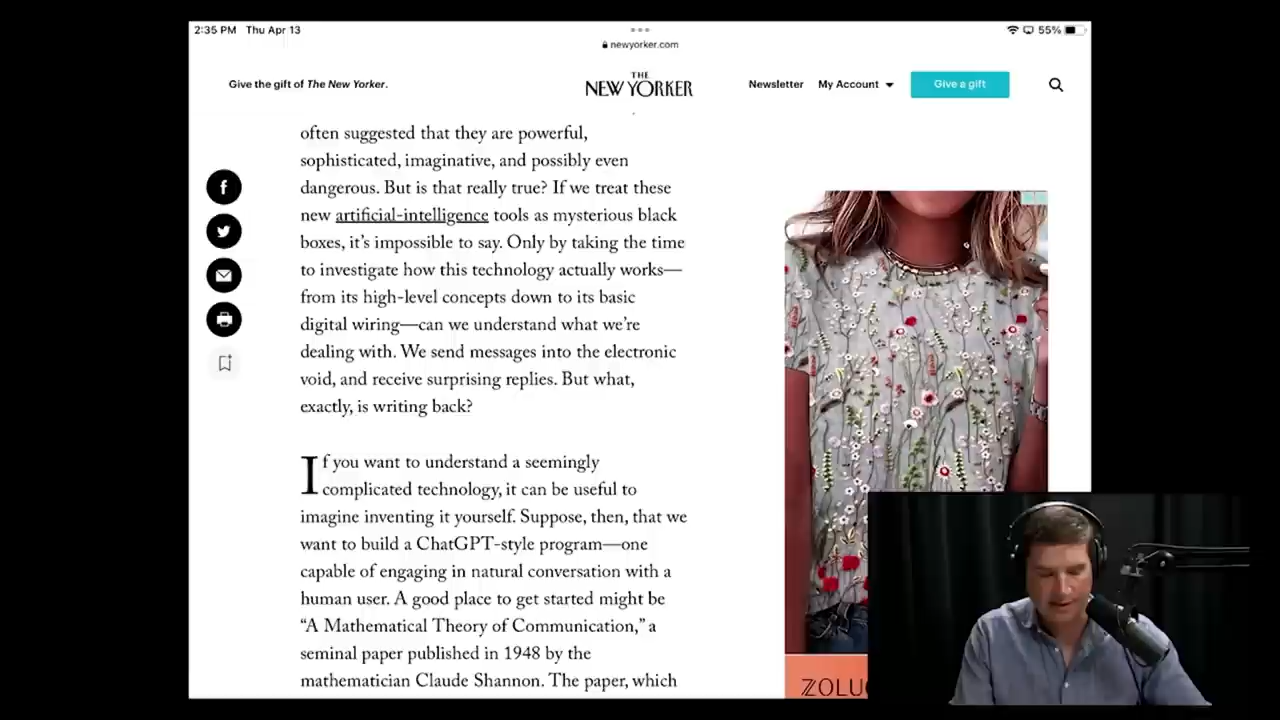 2:35 PM Thu Apr 13
55%
newyorker.com
Give the gift of The New Yorker.
THE
NEW YORKER
Newsletter My Account Give a gift
often suggested that they are powerful,
sophisticated, imaginative, and possibly even
dangerous. But is that really true? If we treat these
new artificial-intelligence tools as mysterious black
boxes, it’s impossible to say. Only by taking the time
to investigate how this technology actually works—
from its high-level concepts down to its basic
digital wiring—can we understand what we’re
dealing with. We send messages into the electronic
void, and receive surprising replies. But what,
exactly, is writing back?
If you want to understand a seemingly
complicated technology, it can be useful to
imagine inventing it yourself. Suppose, then, that we
want to build a ChatGPT-style program—one
capable of engaging in natural conversation with a
human user. A good place to get started might be
“A Mathematical Theory of Communication,” a
seminal paper published in 1948 by the
mathematician Claude Shannon. The paper, which